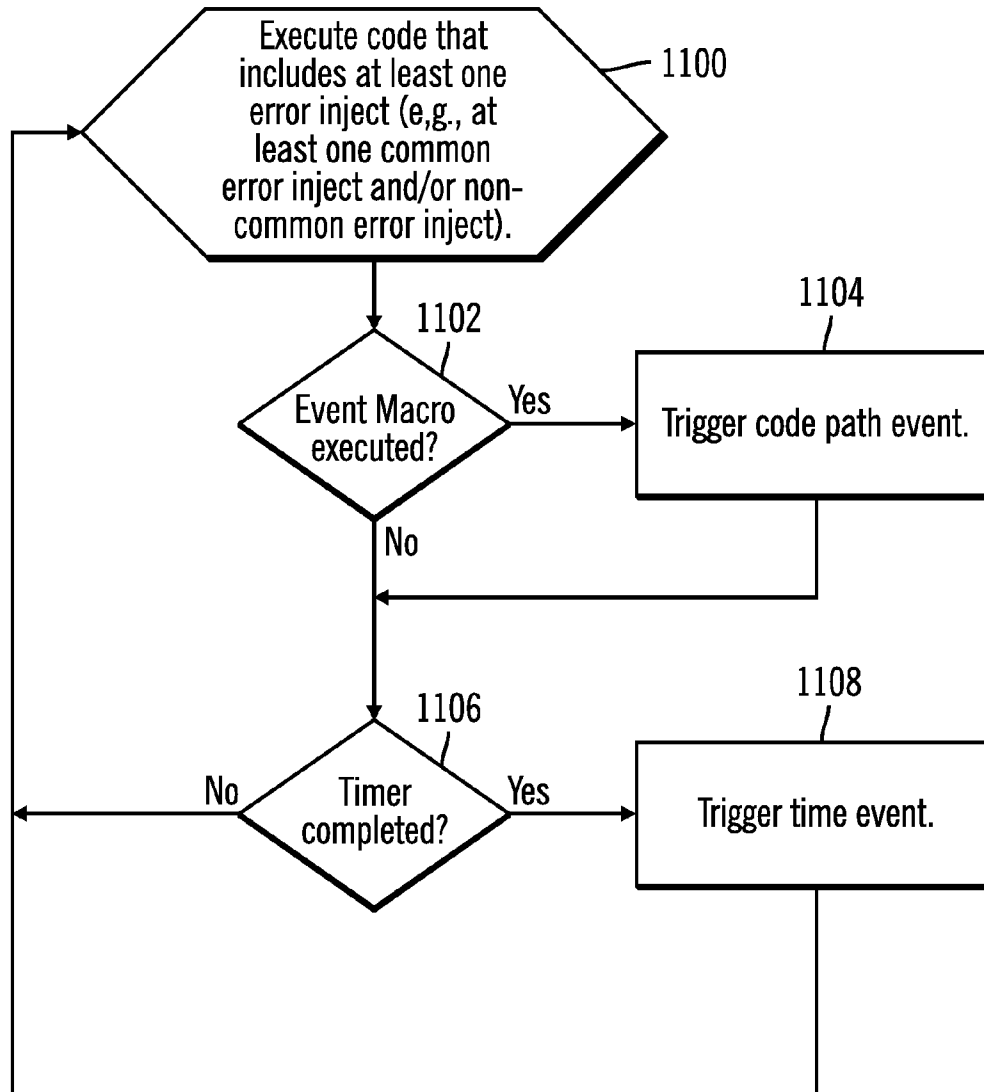 Execute code that
includes at least one
error inject (e,g., at
least one common
error inject and/or non-
common error inject).
1100
1102
Event Macro
executed?
Yes
No
1104
Trigger code path event.
1106
Timer
completed?
No
Yes
1108
Trigger time event.